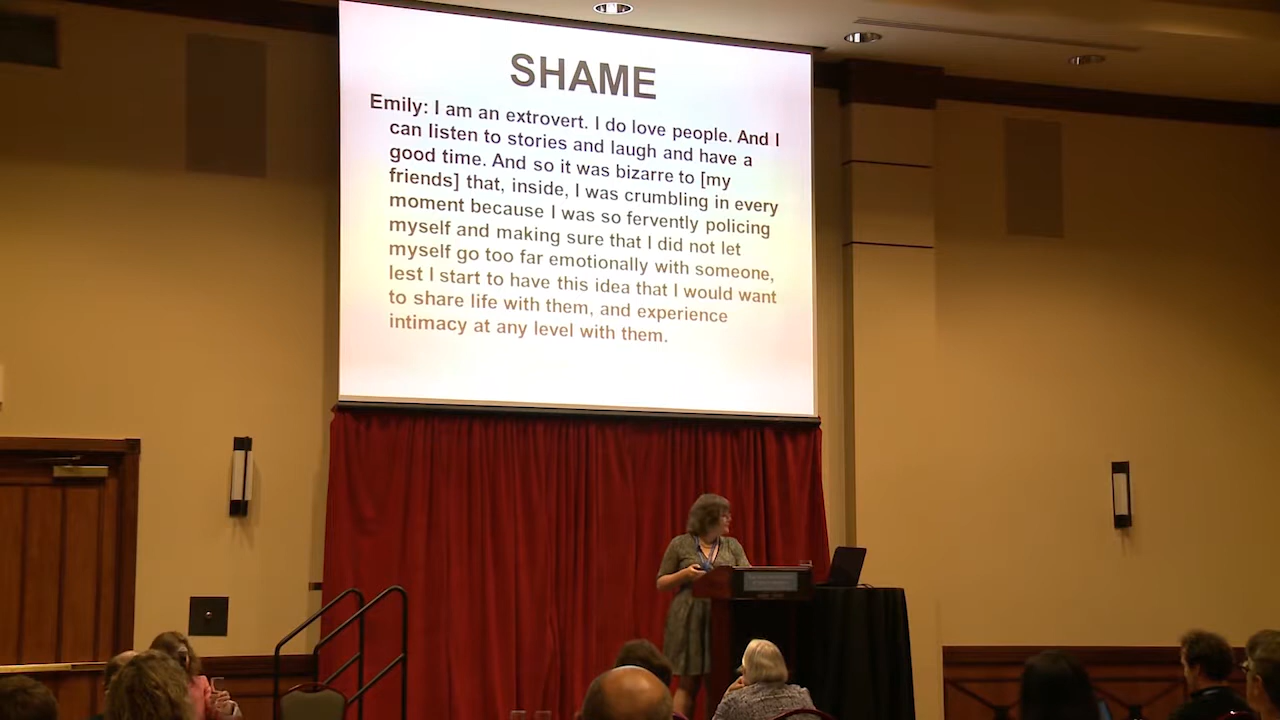 SHAME
Emily: I am an extrovert. I do love people. And I
can listen to stories and laugh and have a
good time. And so it was bizarre to [my
friends] that, inside, I was crumbling in every
moment because I was so fervently policing
myself and making sure that I did not let
myself go too far emotionally with someone,
lest I start to have this idea that I would want
to share life with them, and experience
intimacy at any level with them.